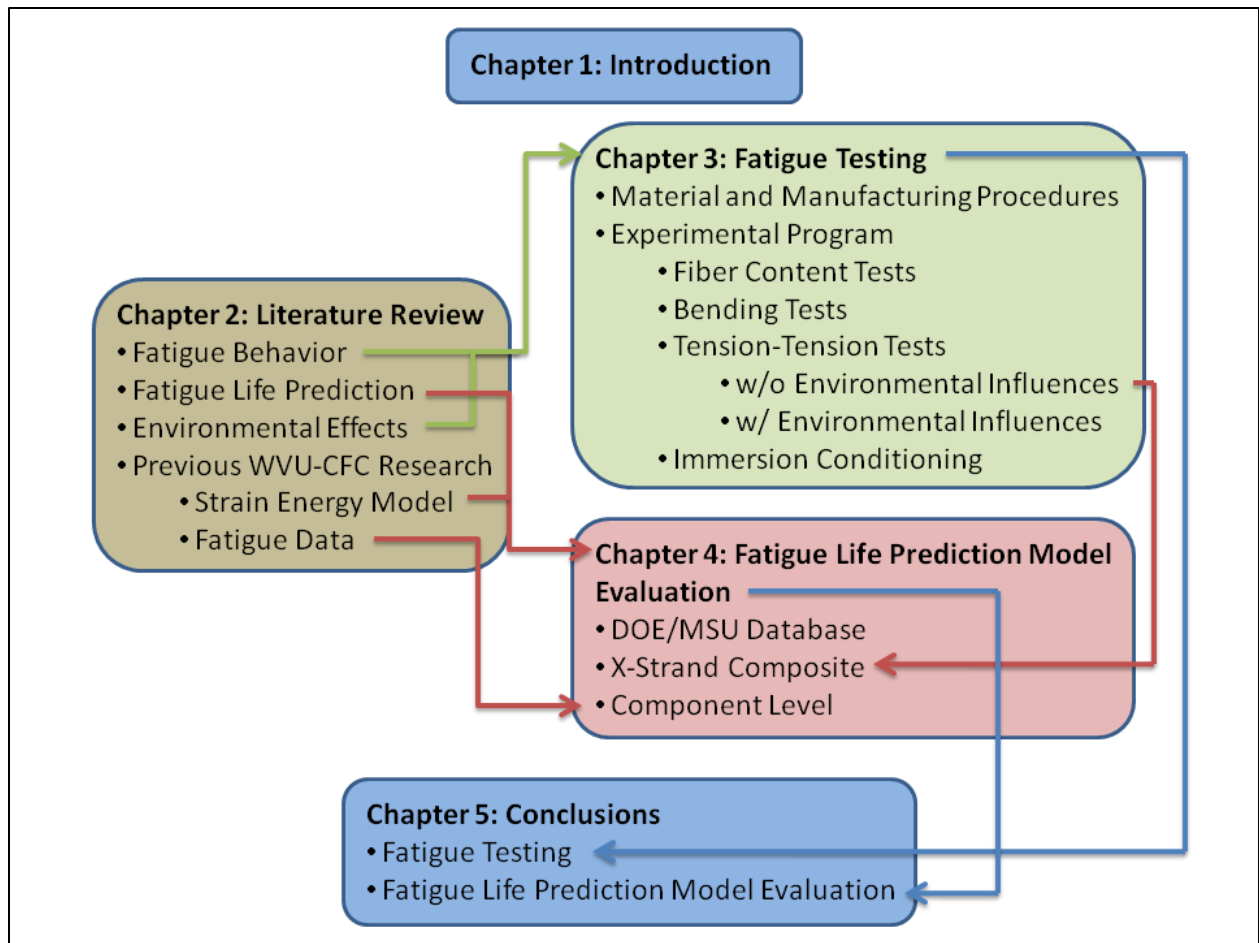 Chapter 1: Introduction
Chapter 2: Literature Review
• Fatigue Behavior
• Fatigue Life Prediction
• Environmental Effects
• Previous WVU-CFC Research
• Strain Energy Model
• Fatigue Data
Chapter 3: Fatigue Testing
• Material and Manufacturing Procedures
• Experimental Program
• Fiber Content Tests
• Bending Tests
• Tension-Tension Tests
• w/o Environmental Influences
• w/ Environmental Influences
• Immersion Conditioning
Chapter 4: Fatigue Life Prediction Model
Evaluation
• DOE/MSU Database
• X-Strand Composite
• Component Level
Chapter 5: Conclusions
• Fatigue Testing
• Fatigue Life Prediction Model Evaluation